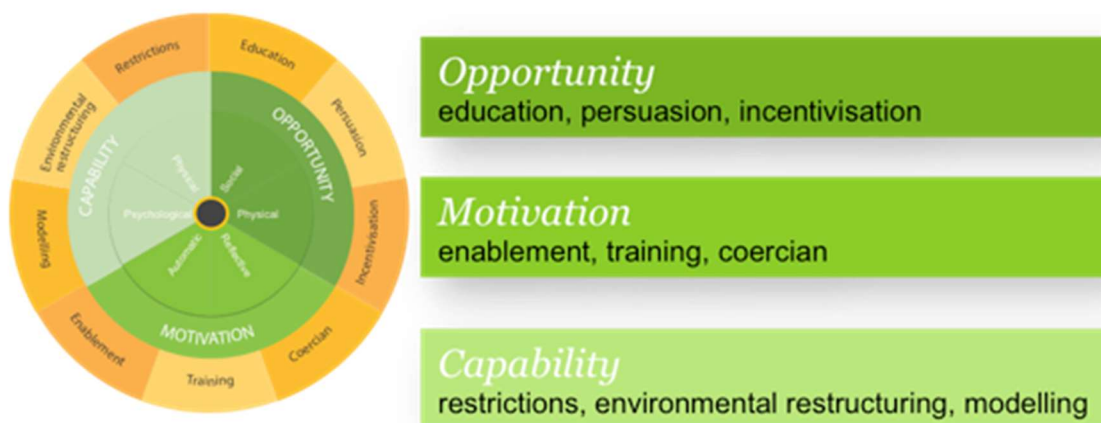 Restrictions
Education
Persuasion
Incentivisation
Coercian
Training
Enablement
Modelling
Environmental
restructuring
CAPABILITY
OPPORTUNITY
MOTIVATION
Physical
Social
Physical
Reflective
Automatic
Psychological
Opportunity
education, persuasion, incentivisation
Motivation
enablement, training, coercian
Capability
restrictions, environmental restructuring, modelling